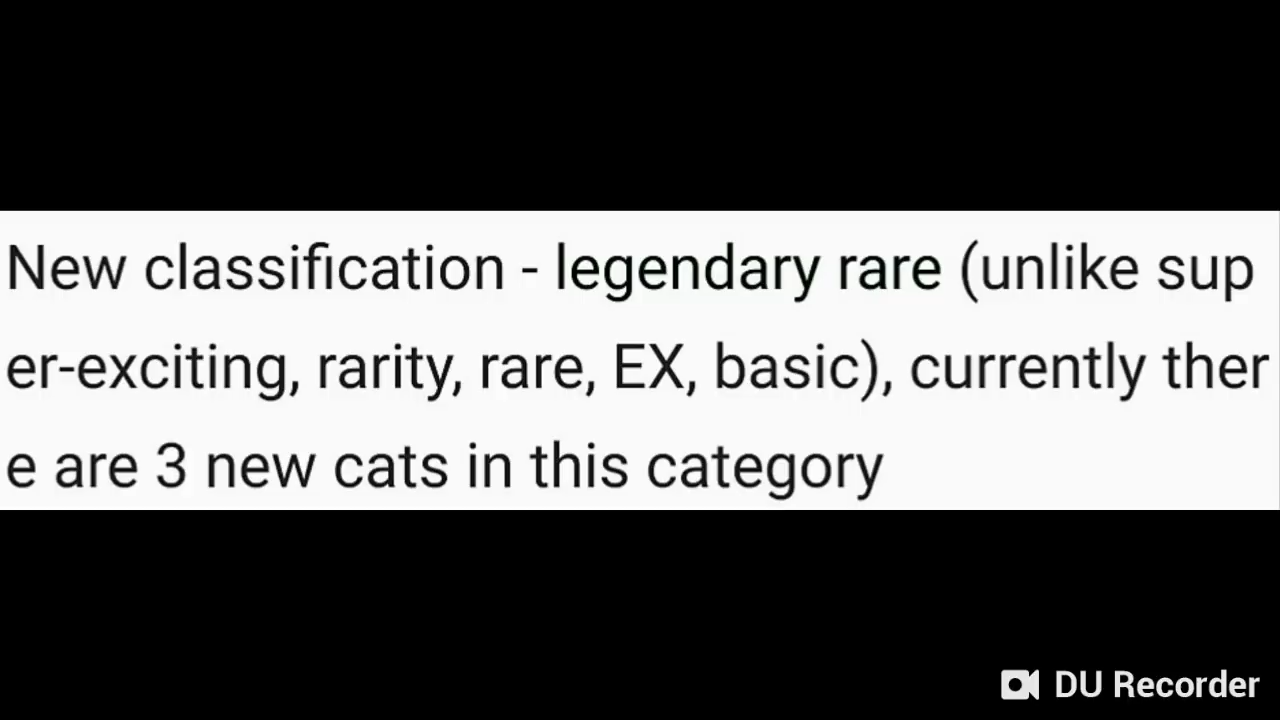 New classification - legendary rare (unlike sup
er-exciting, rarity, rare, EX, basic), currently ther
e are 3 new cats in this category
DU Recorder